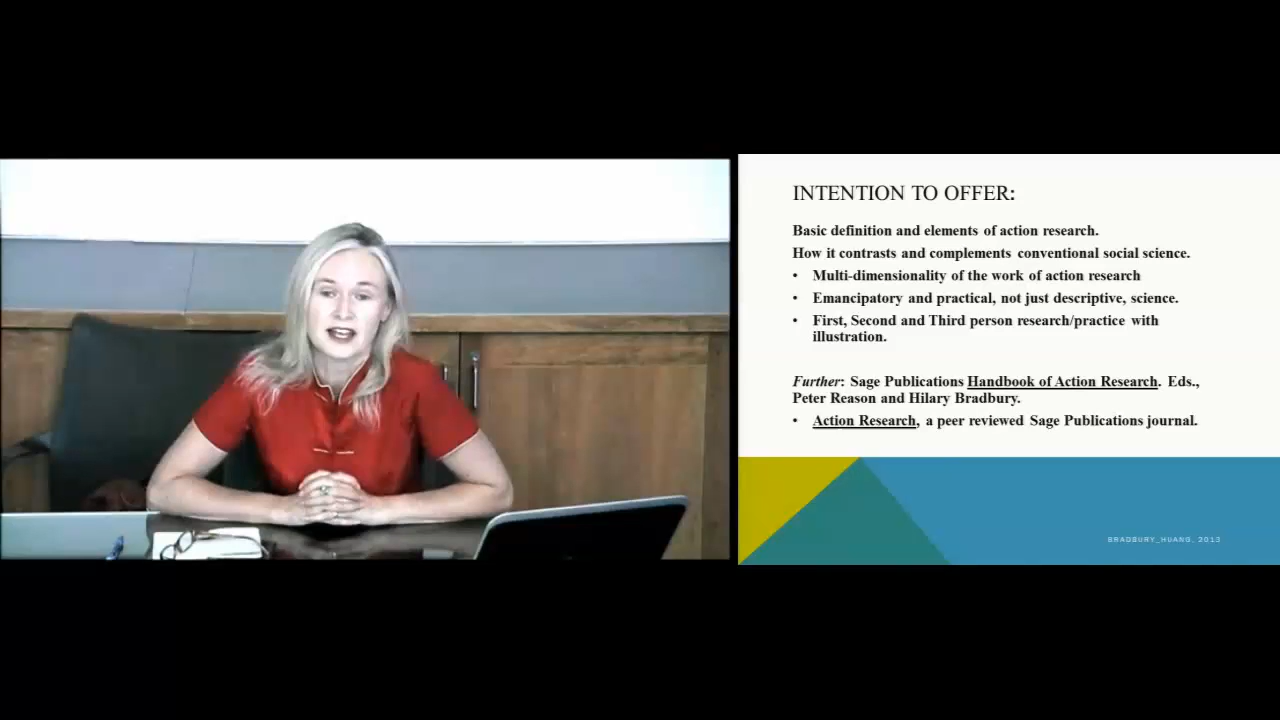 INTENTION TO OFFER:
Basic definition and elements of action research.
How it contrasts and complements conventional social science.
• Multi-dimensionality of the work of action research
• Emancipatory and practical, not just descriptive, science.
• First, Second and Third person research/practice with
illustration.
Further: Sage Publications Handbook of Action Research. Eds.,
Peter Reason and Hilary Bradbury.
• Action Research, a peer reviewed Sage Publications journal.
BRADBURY_HUANG, 2013